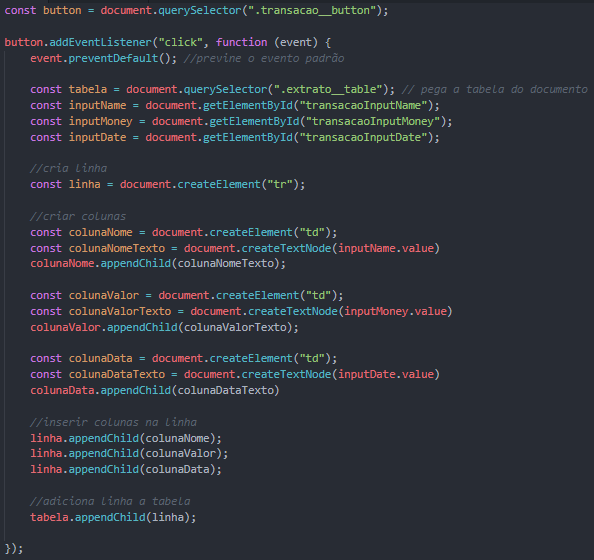 const button = document.querySelector(".transacao__button");
button.addEventListener("click", function (event) {
event.preventDefault(); //previne o evento padrão
const tabela = document.querySelector(".extrato__table"); // pega a tabela do documento
const inputName = document.getElementById("transacaoInputName");
const inputMoney = document.getElementById("transacaoInputMoney");
const inputDate = document.getElementById("transacaoInputDate");
//cria linha
const linha = document.createElement("tr");
//criar colunas
const colunaNome = document.createElement("td");
const colunaNomeTexto = document.createTextNode(inputName.value)
colunaNome.appendChild(colunaNomeTexto);
const colunaValor = document.createElement("td");
const colunaValorTexto = document.createTextNode(inputMoney.value)
colunaValor.appendChild(colunaValorTexto);
const colunaData = document.createElement("td");
const colunaDataTexto = document.createTextNode(inputDate.value)
colunaData.appendChild(colunaDataTexto)
//inserir colunas na linha
linha.appendChild(colunaNome);
linha.appendChild(colunaValor);
linha.appendChild(colunaData);
//adiciona linha a tabela
tabela.appendChild(linha);
});